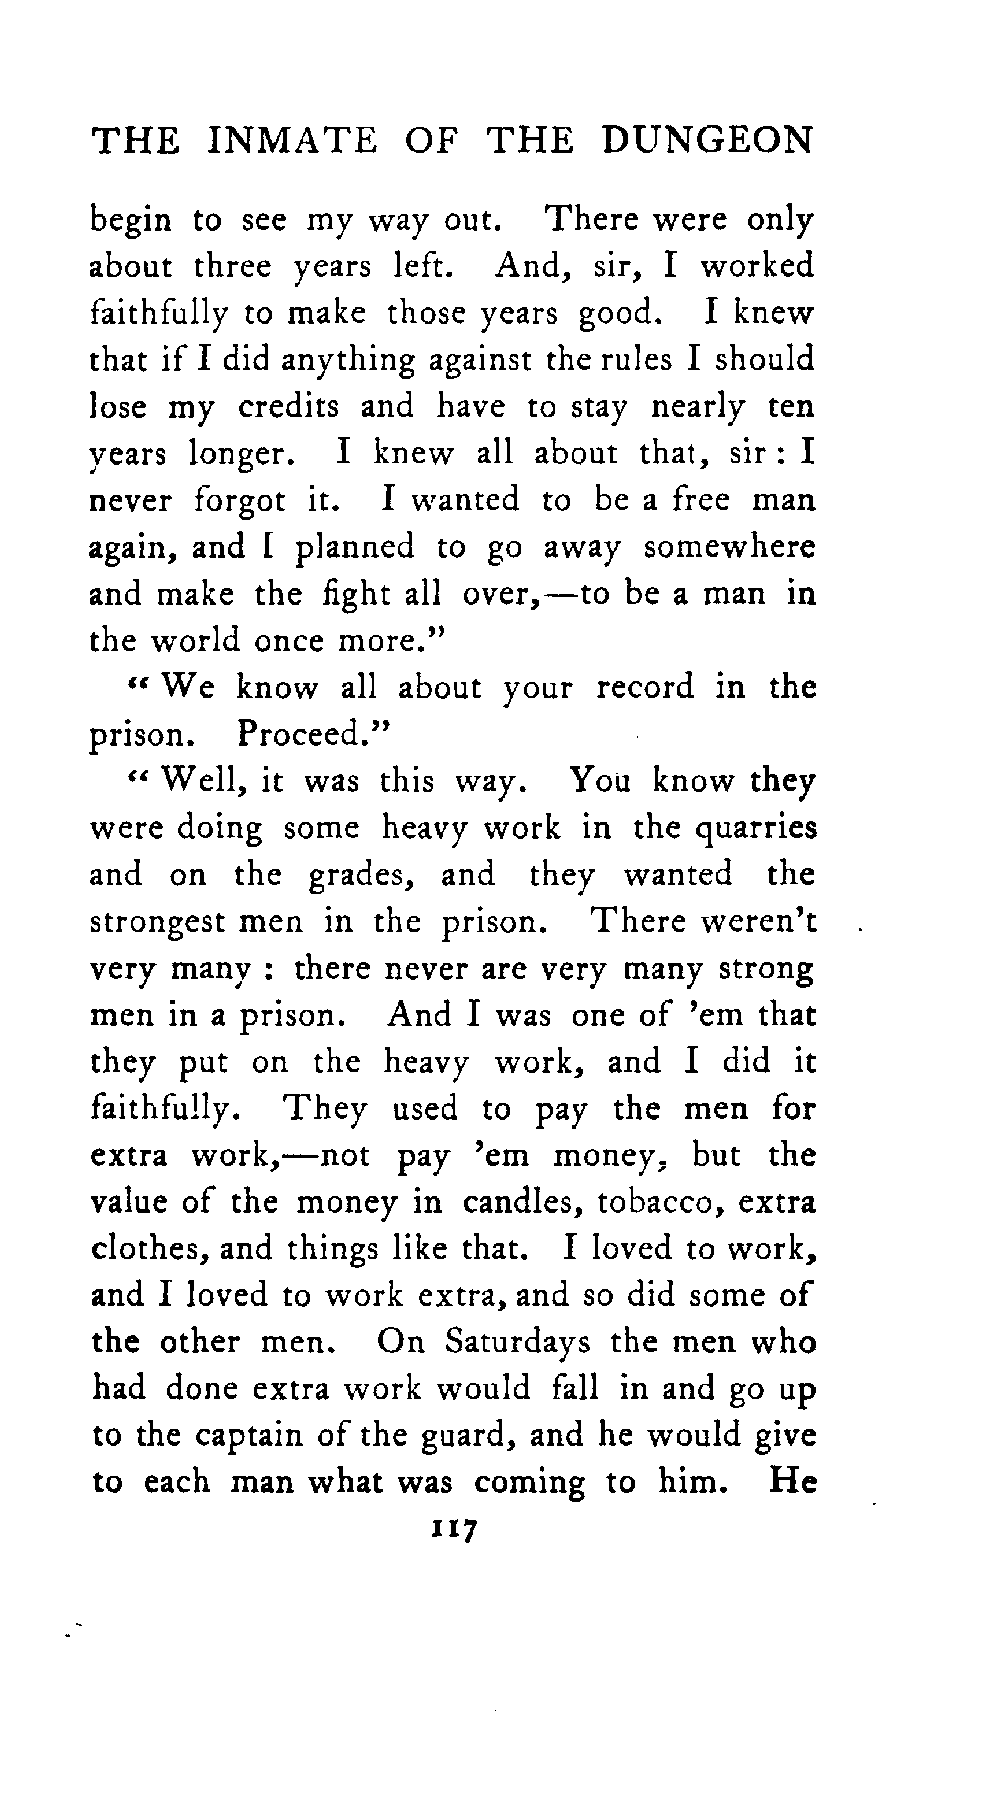 THE INMATE OF THE DUNGEON
begin to see my way out. There were only
about three years left. And, sir, I worked
faithfully to make those years good. I knew
that if I did anything against the rules I should
lose my credits and have to stay nearly ten
years longer. I knew all about that, sir : I
never forgot it. I wanted to be a free man
again, and I planned to go away somewhere
and make the fight all over,—to be a man in
the world once more."
" We know all about your record in the
prison. Proceed."
" Well, it was this way. You know they
were doing some heavy work in the quarries
and on the grades, and they wanted the
strongest men in the prison. There weren't
very many : there never are very many strong
men in a prison. And I was one of 'em that
they put on the heavy work, and I did it
faithfully. They used to pay the men for
extra work,—not pay 'em money, but the
value of the money in candles, tobacco, extra
clothes, and things like that. I loved to work,
and I loved to work extra, and so did some of
the other men. On Saturdays the men who
had done extra work would fall in and go up
to the captain of the guard, and he would give
to each man what was coming to him. He
117